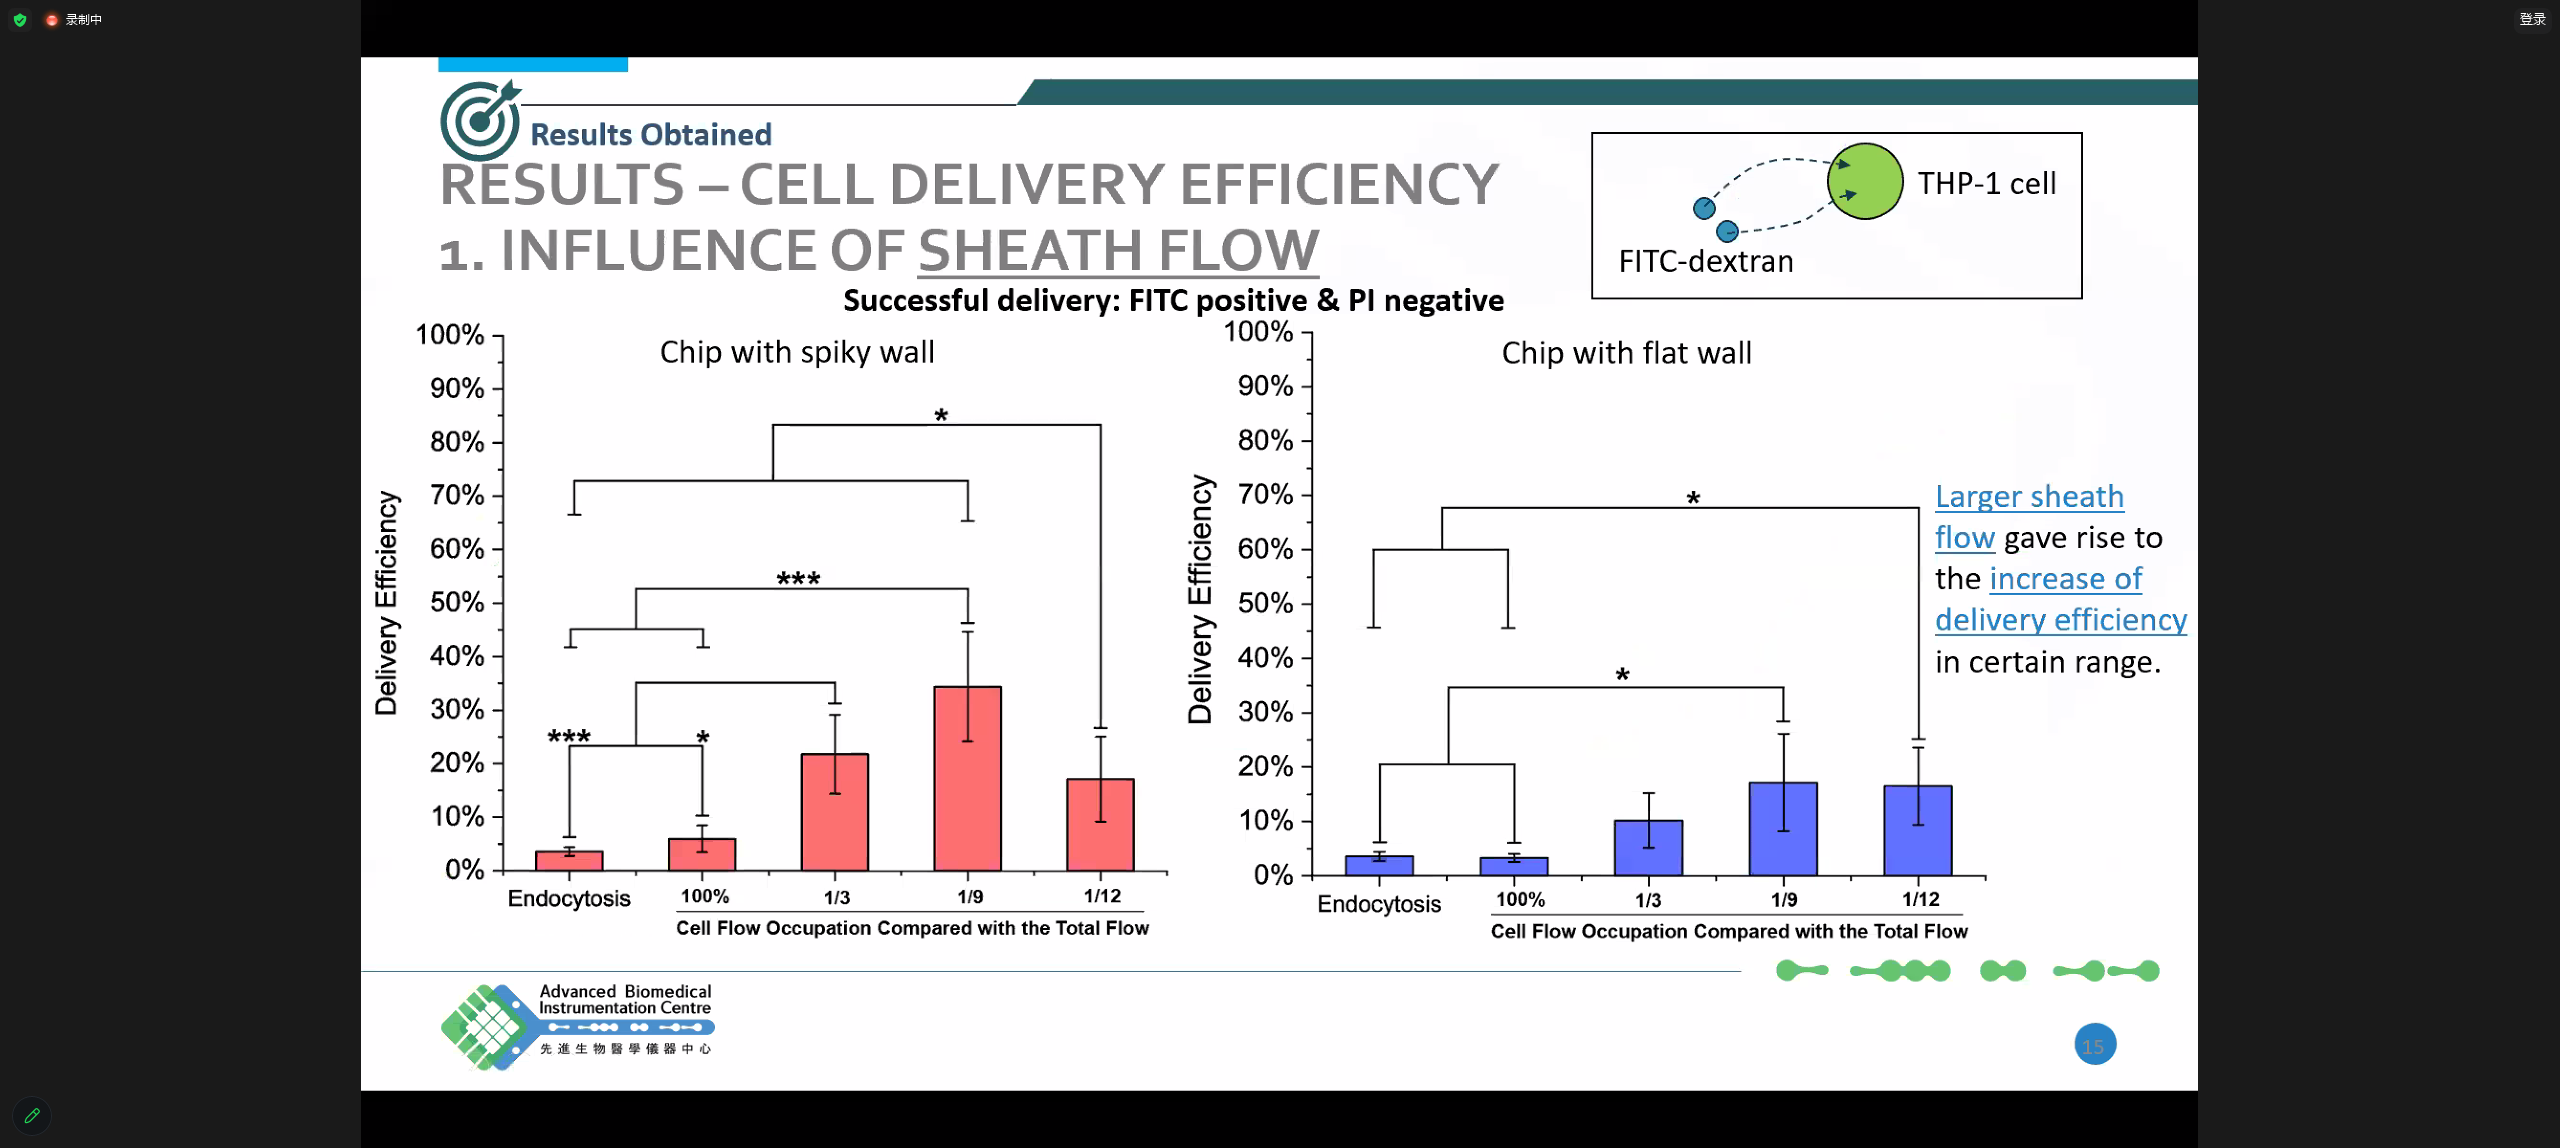 录制中
登录
Results Obtained
RESULTS – CELL DELIVERY EFFICIENCY
1. INFLUENCE OF SHEATH FLOW
THP-1 cell
FITC-dextran
Successful delivery: FITC positive & PI negative
Chip with spiky wall
Delivery Efficiency
100%
90%
80%
70%
60%
50%
40%
30%
20%
10%
0%
*
***
***
*
Endocytosis
100%
1/3
1/9
1/12
Cell Flow Occupation Compared with the Total Flow
Chip with flat wall
Delivery Efficiency
100%
90%
80%
70%
60%
50%
40%
30%
20%
10%
0%
*
*
Endocytosis
100%
1/3
1/9
1/12
Cell Flow Occupation Compared with the Total Flow
Larger sheath
flow gave rise to
the increase of
delivery efficiency
in certain range.
Advanced Biomedical
Instrumentation Centre
先進生物醫學儀器中心
15